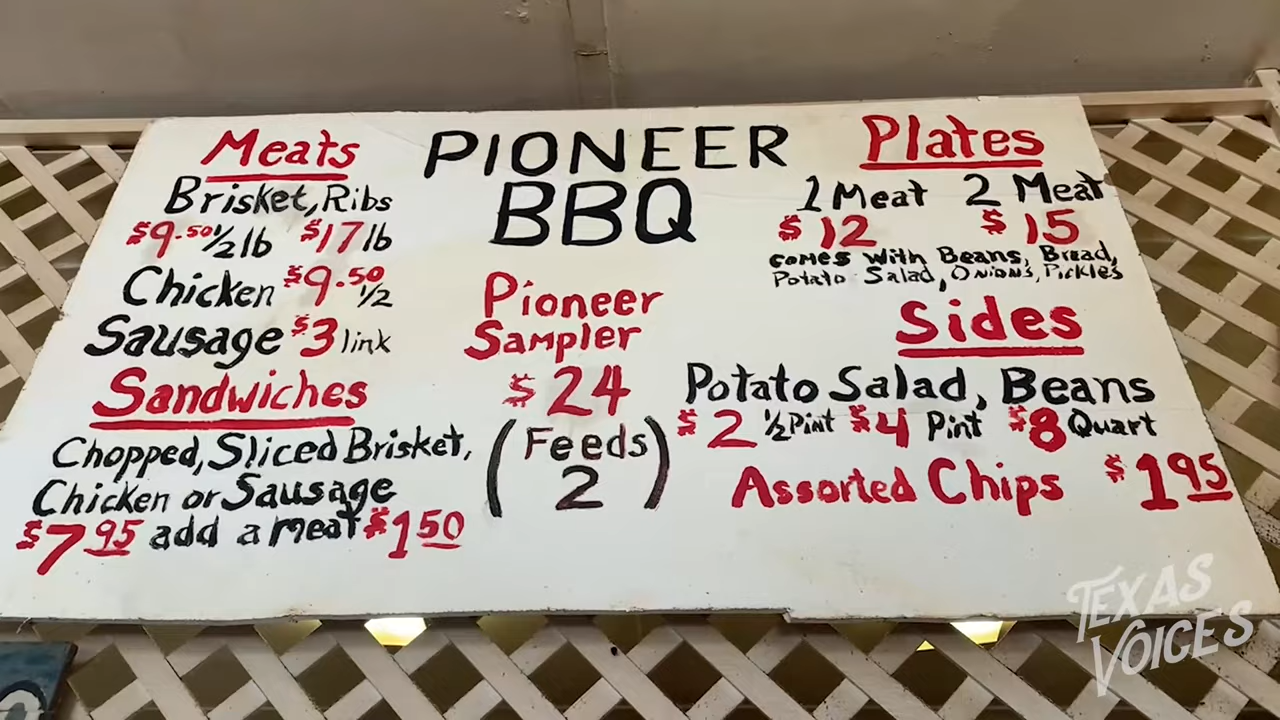 Meats
Brisket, Ribs
$9.50 1/2 lb $17 lb
Chicken $9.50 1/2
Sausage $3 link
Sandwiches
Chopped, Sliced Brisket,
Chicken or Sausage
$7 95 add a meat $1 50
PIONEER
BBQ
Pioneer
Sampler
$24
(Feeds
2)
Plates
1 Meat 2 Meat
$12 $15
comes with Beans, Bread,
Potato Salad, Onions, Pickles
Sides
Potato Salad, Beans
$2 1/2 Pint $4 Pint $8 Quart
Assorted Chips $1 95
TEXAS
VOICES